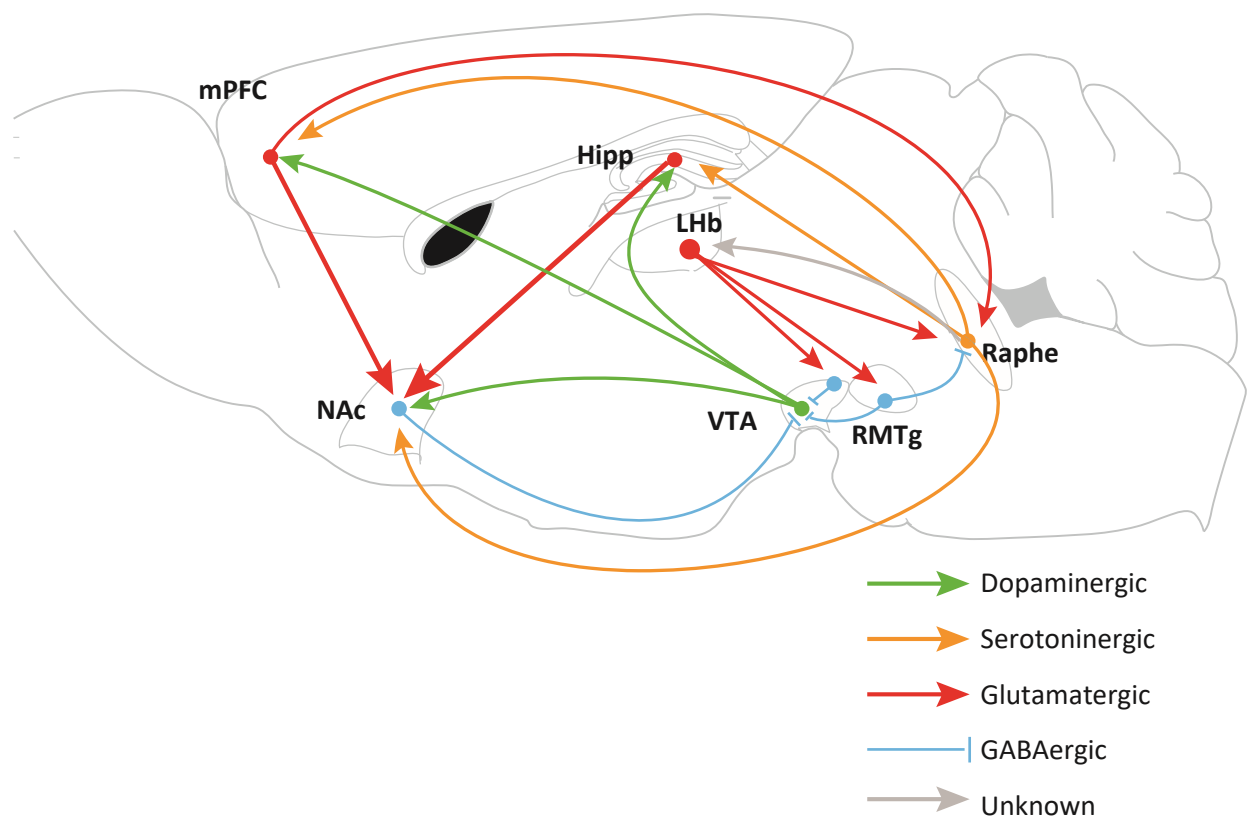 mPFC
Hipp
LHb
Raphe
NAc
VTA
RMTg
Dopaminergic
Serotoninergic
Glutamatergic
GABAergic
Unknown